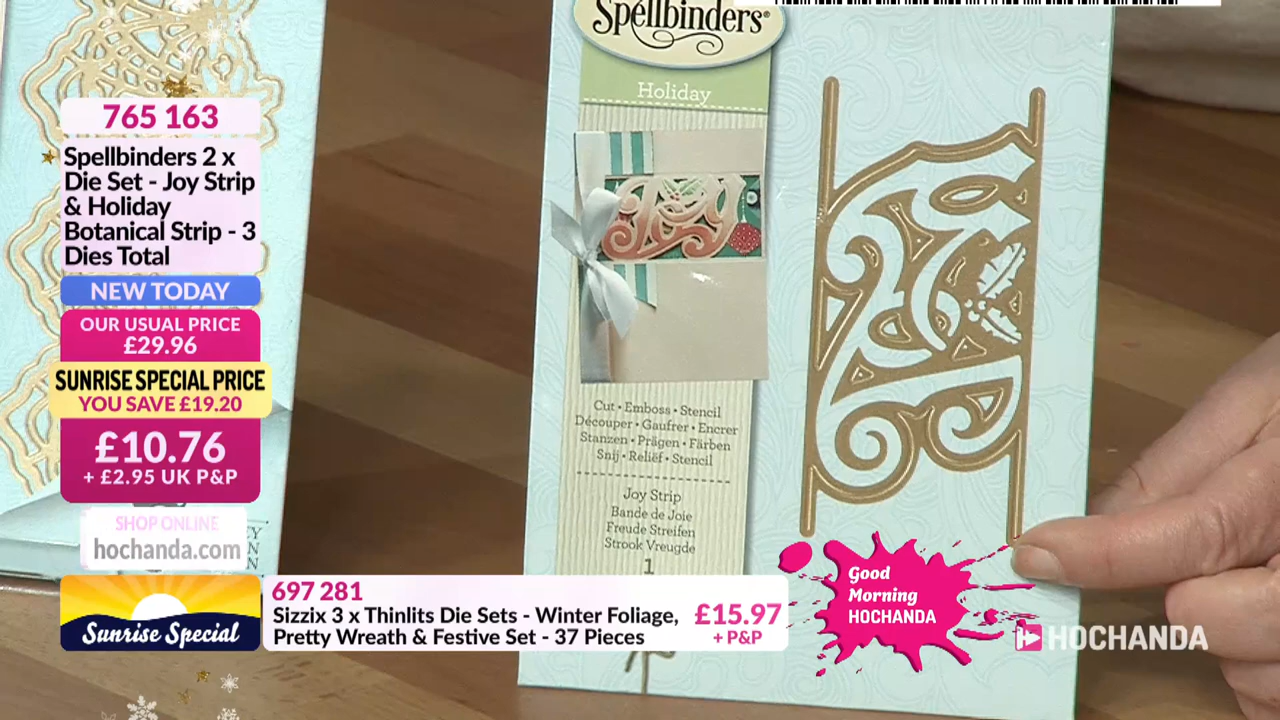 765 163
Spellbinders 2 x
Die Set - Joy Strip
& Holiday
Botanical Strip - 3
Dies Total
NEW TODAY
OUR USUAL PRICE
£29.96
SUNRISE SPECIAL PRICE
YOU SAVE £19.20
£10.76
+ £2.95 UK P&P
SHOP ONLINE
hochanda.com
Sunrise Special
697 281
Sizzix 3 x Thinlits Die Sets - Winter Foliage,
Pretty Wreath & Festive Set - 37 Pieces
£15.97
+ P&P
Spellbinders®
Holiday
Joy
Cut • Emboss • Stencil
Découper • Gaufrer • Encrer
Stanzen • Prägen • Färben
Snij • Reliëf • Stencil
Joy Strip
Bande de Joie
Freude Streifen
Strook Vreugde
1
Good
Morning
HOCHANDA
HOCHANDA